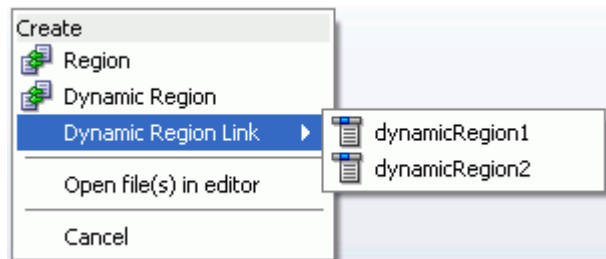 Create
Region
Dynamic Region
Dynamic Region Link
dynamicRegion1
dynamicRegion2
Open file(s) in editor
Cancel